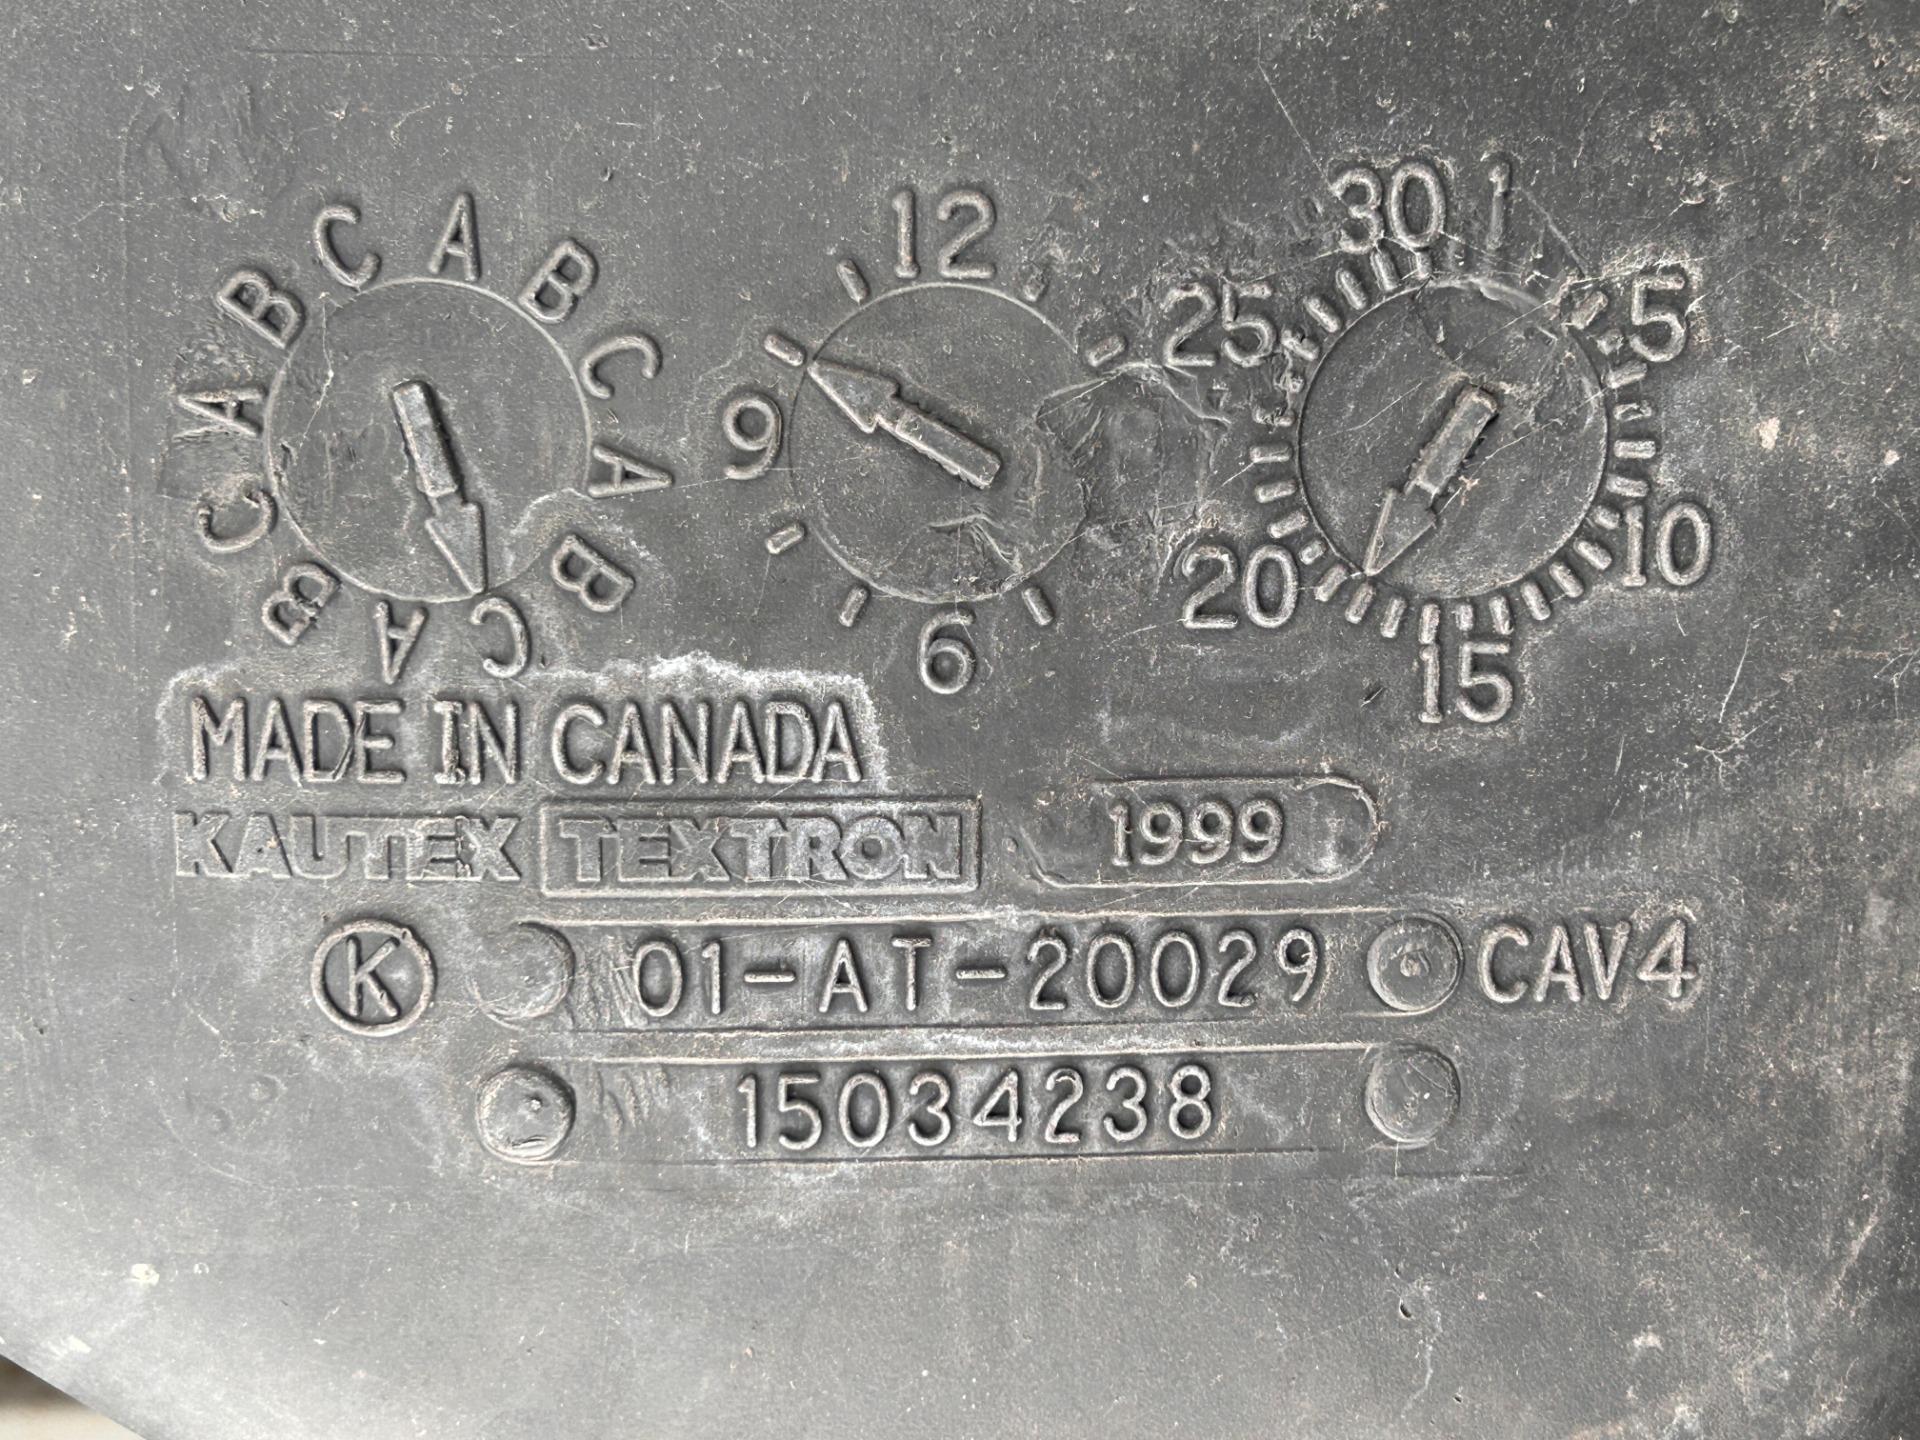 A B C A B C A B C A B C
12 9 6
30 1 5 10 15 20 25
MADE IN CANADA
KAUTEX TEXTRON 1999
K 01-AT-20029 CAV4
15034238